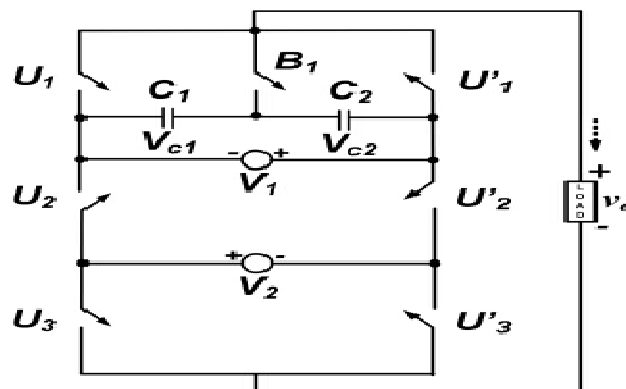 U1
B1
U'1
C1
C2
Vc1
Vc2
- +
V1
U2
U'2
LOAD
+
-
+ -
V2
U3
U'3